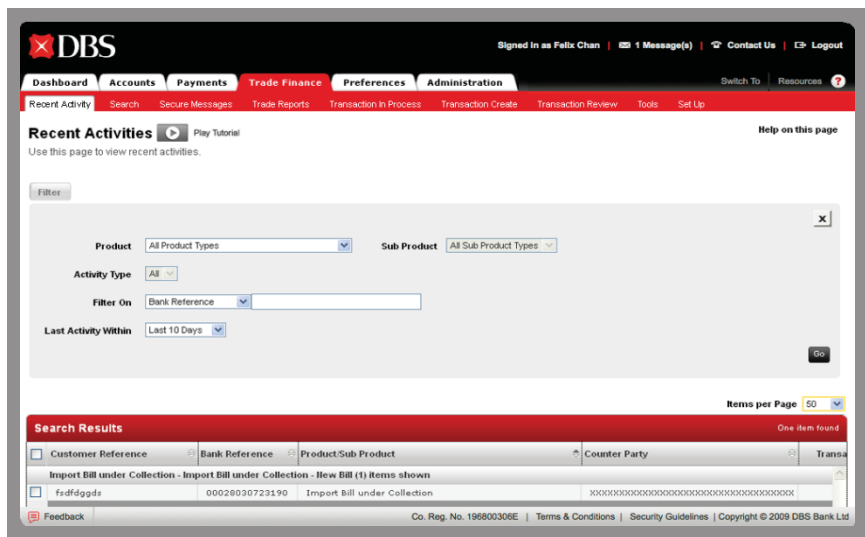 DBS
Signed in as Felix Chan | 1 Message(s) | Contact Us | Logout
Dashboard Accounts Payments Trade Finance Preferences Administration Switch To Resources ?
Recent Activity Search Secure Messages Trade Reports Transaction In Process Transaction Create Transaction Review Tools Set Up
Recent Activities Play Tutorial Help on this page
Use this page to view recent activities.
Filter
x
Product All Product Types Sub Product All Sub Product Types
Activity Type All
Filter On Bank Reference
Last Activity Within Last 10 Days
Go
Items per Page 50
Search Results One item found
Customer Reference Bank Reference Product/Sub Product Counter Party Transa
Import Bill under Collection - Import Bill under Collection - New Bill (1) items shown
fsdfdggds 00028030723190 Import Bill under Collection XXXXXXXXXXXXXXXXXXXXXXXXXXXXXXXXXXX
Feedback Co. Reg. No. 196800306E | Terms & Conditions | Security Guidelines | Copyright © 2009 DBS Bank Ltd